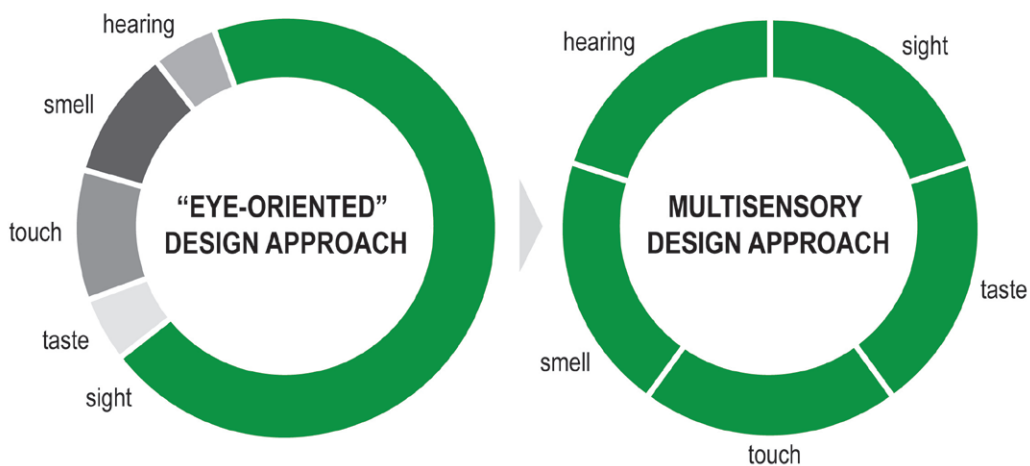 hearing
smell
touch
taste
sight
“EYE-ORIENTED”
DESIGN APPROACH
hearing
sight
taste
touch
smell
MULTISENSORY
DESIGN APPROACH